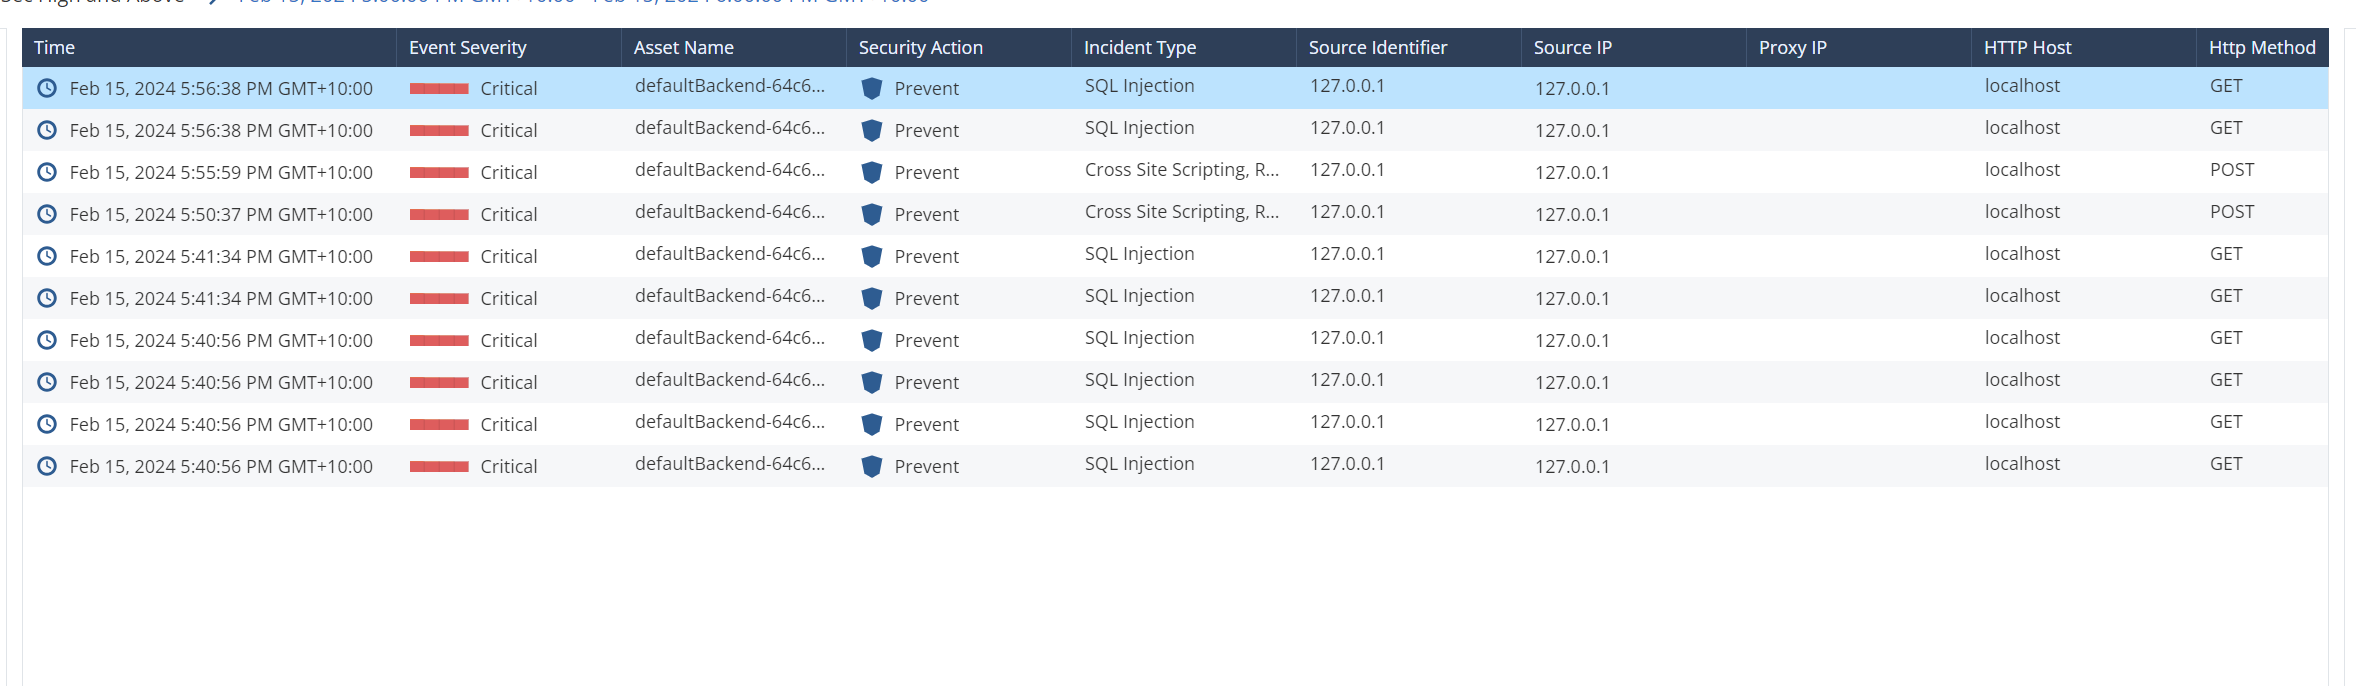 Time Event Severity Asset Name Security Action Incident Type Source Identifier Source IP Proxy IP HTTP Host Http Method
Feb 15, 2024 5:56:38 PM GMT+10:00 Critical defaultBackend-64c6... Prevent SQL Injection 127.0.0.1 127.0.0.1 localhost GET
Feb 15, 2024 5:56:38 PM GMT+10:00 Critical defaultBackend-64c6... Prevent SQL Injection 127.0.0.1 127.0.0.1 localhost GET
Feb 15, 2024 5:55:59 PM GMT+10:00 Critical defaultBackend-64c6... Prevent Cross Site Scripting, R... 127.0.0.1 127.0.0.1 localhost POST
Feb 15, 2024 5:50:37 PM GMT+10:00 Critical defaultBackend-64c6... Prevent Cross Site Scripting, R... 127.0.0.1 127.0.0.1 localhost POST
Feb 15, 2024 5:41:34 PM GMT+10:00 Critical defaultBackend-64c6... Prevent SQL Injection 127.0.0.1 127.0.0.1 localhost GET
Feb 15, 2024 5:41:34 PM GMT+10:00 Critical defaultBackend-64c6... Prevent SQL Injection 127.0.0.1 127.0.0.1 localhost GET
Feb 15, 2024 5:40:56 PM GMT+10:00 Critical defaultBackend-64c6... Prevent SQL Injection 127.0.0.1 127.0.0.1 localhost GET
Feb 15, 2024 5:40:56 PM GMT+10:00 Critical defaultBackend-64c6... Prevent SQL Injection 127.0.0.1 127.0.0.1 localhost GET
Feb 15, 2024 5:40:56 PM GMT+10:00 Critical defaultBackend-64c6... Prevent SQL Injection 127.0.0.1 127.0.0.1 localhost GET
Feb 15, 2024 5:40:56 PM GMT+10:00 Critical defaultBackend-64c6... Prevent SQL Injection 127.0.0.1 127.0.0.1 localhost GET